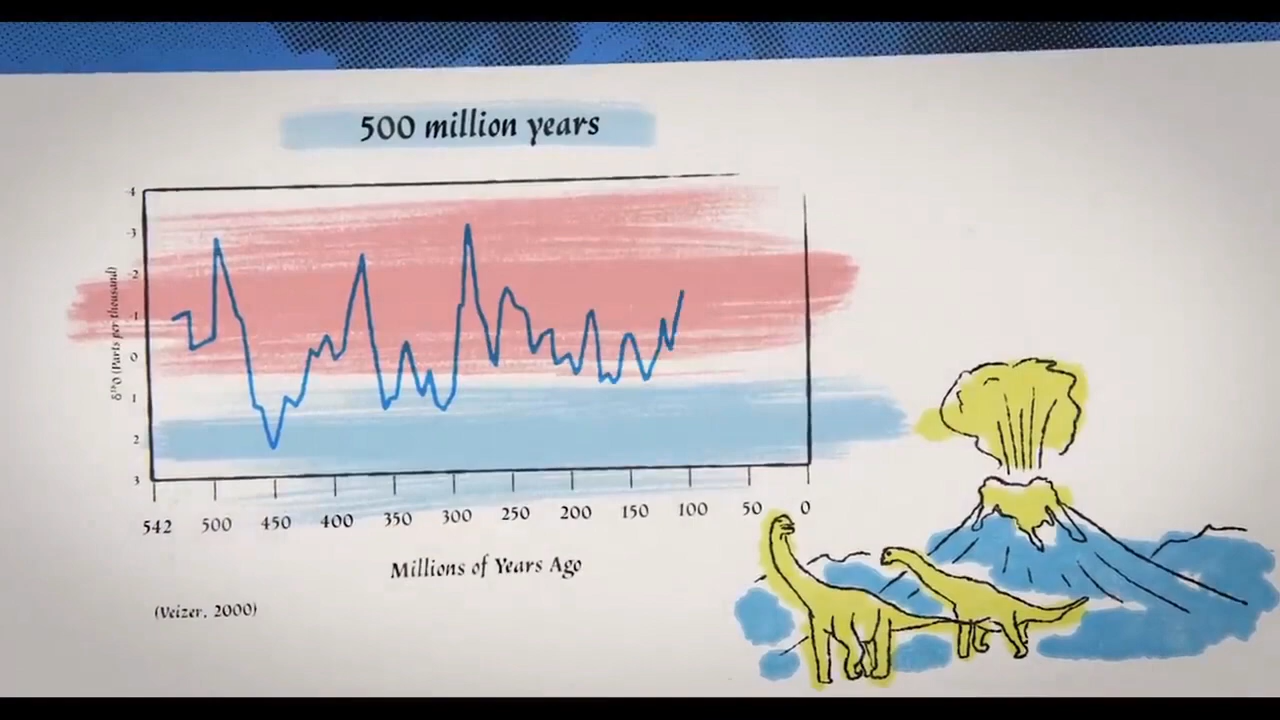 500 million years
δ¹⁸O (Parts per thousand)
-4
-3
-2
-1
0
1
2
3
542 500 450 400 350 300 250 200 150 100 50 0
Millions of Years Ago
(Veizer, 2000)